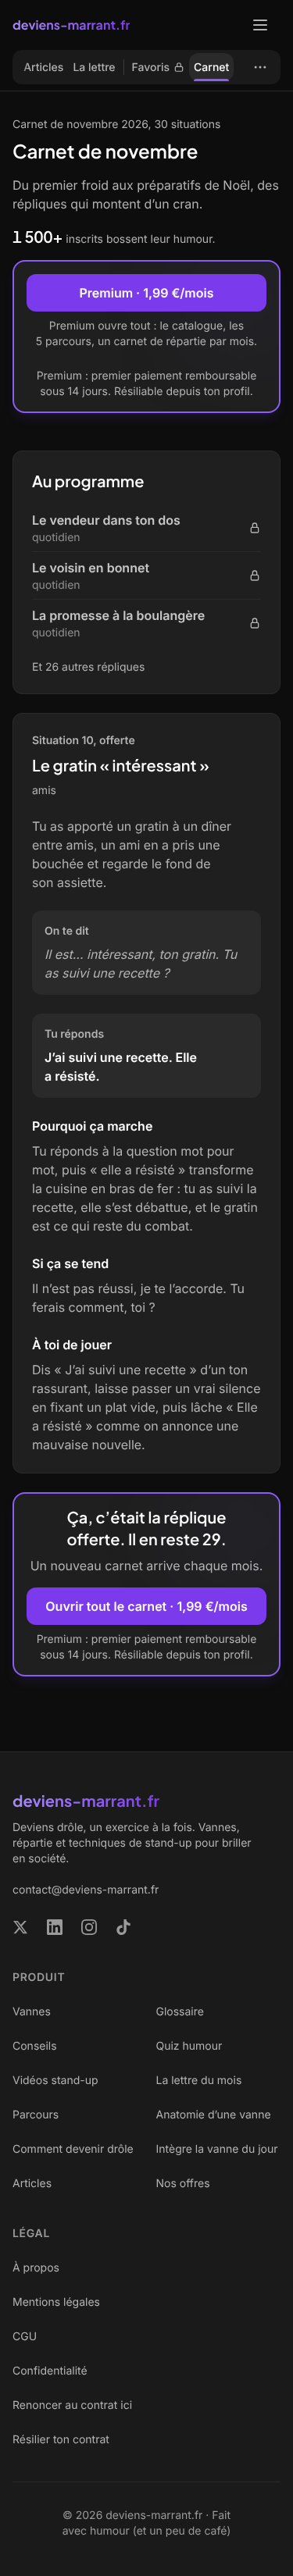 deviens-marrant.fr
Articles La lettre Favoris Carnet
Carnet de novembre 2026, 30 situations
Carnet de novembre
Du premier froid aux préparatifs de Noël, des
répliques qui montent d’un cran.
1 500+ inscrits bossent leur humour.
Premium · 1,99 €/mois
Premium ouvre tout : le catalogue, les
5 parcours, un carnet de répartie par mois.
Premium : premier paiement remboursable
sous 14 jours. Résiliable depuis ton profil.
Au programme
Le vendeur dans ton dos
quotidien
Le voisin en bonnet
quotidien
La promesse à la boulangère
quotidien
Et 26 autres répliques
Situation 10, offerte
Le gratin « intéressant »
amis
Tu as apporté un gratin à un dîner
entre amis, un ami en a pris une
bouchée et regarde le fond de
son assiette.
On te dit
Il est… intéressant, ton gratin. Tu
as suivi une recette ?
Tu réponds
J’ai suivi une recette. Elle
a résisté.
Pourquoi ça marche
Tu réponds à la question mot pour
mot, puis « elle a résisté » transforme
la cuisine en bras de fer : tu as suivi la
recette, elle s’est débattue, et le gratin
est ce qui reste du combat.
Si ça se tend
Il n’est pas réussi, je te l’accorde. Tu
ferais comment, toi ?
À toi de jouer
Dis « J’ai suivi une recette » d’un ton
rassurant, laisse passer un vrai silence
en fixant un plat vide, puis lâche « Elle
a résisté » comme on annonce une
mauvaise nouvelle.
Ça, c’était la réplique
offerte. Il en reste 29.
Un nouveau carnet arrive chaque mois.
Ouvrir tout le carnet · 1,99 €/mois
Premium : premier paiement remboursable
sous 14 jours. Résiliable depuis ton profil.
deviens-marrant.fr
Deviens drôle, un exercice à la fois. Vannes,
répartie et techniques de stand-up pour briller
en société.
contact@deviens-marrant.fr
PRODUIT
Vannes Glossaire
Conseils Quiz humour
Vidéos stand-up La lettre du mois
Parcours Anatomie d’une vanne
Comment devenir drôle Intègre la vanne du jour
Articles Nos offres
LÉGAL
À propos
Mentions légales
CGU
Confidentialité
Renoncer au contrat ici
Résilier ton contrat
© 2026 deviens-marrant.fr · Fait
avec humour (et un peu de café)